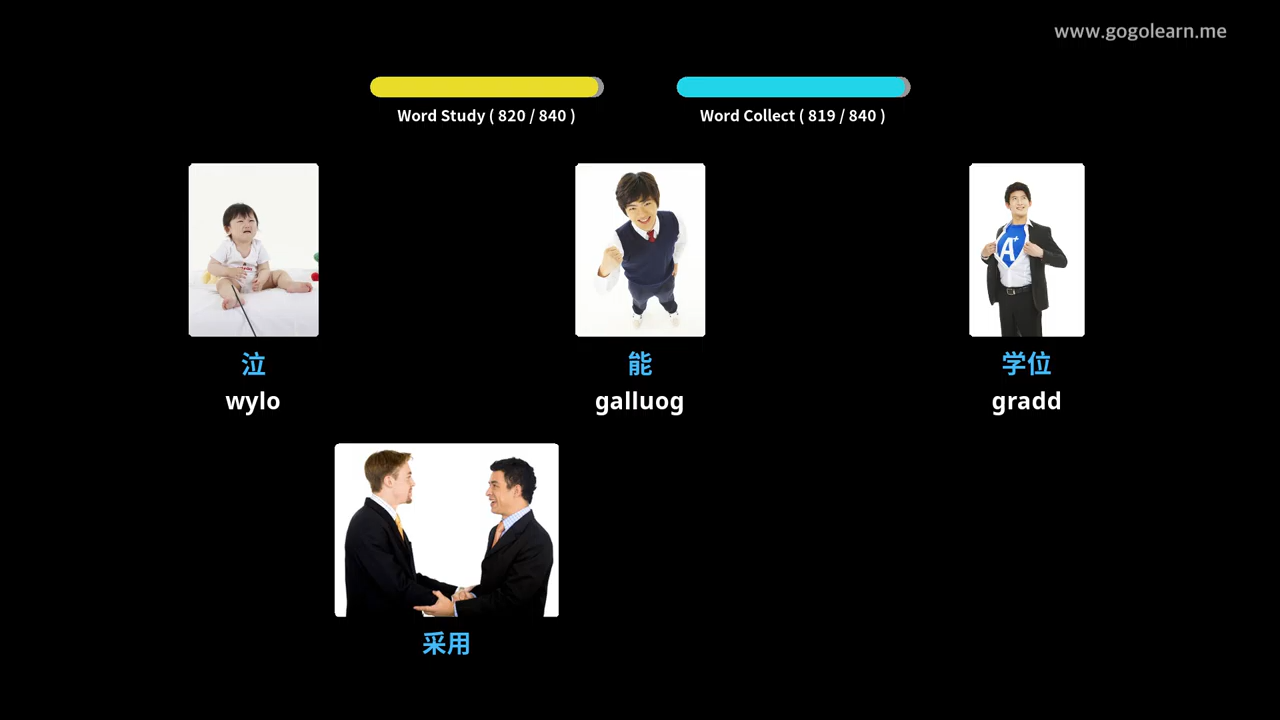 www.gogolearn.me
Word Study ( 820 / 840 )
Word Collect ( 819 / 840 )
A+
泣
能
学位
wylo
galluog
gradd
采用